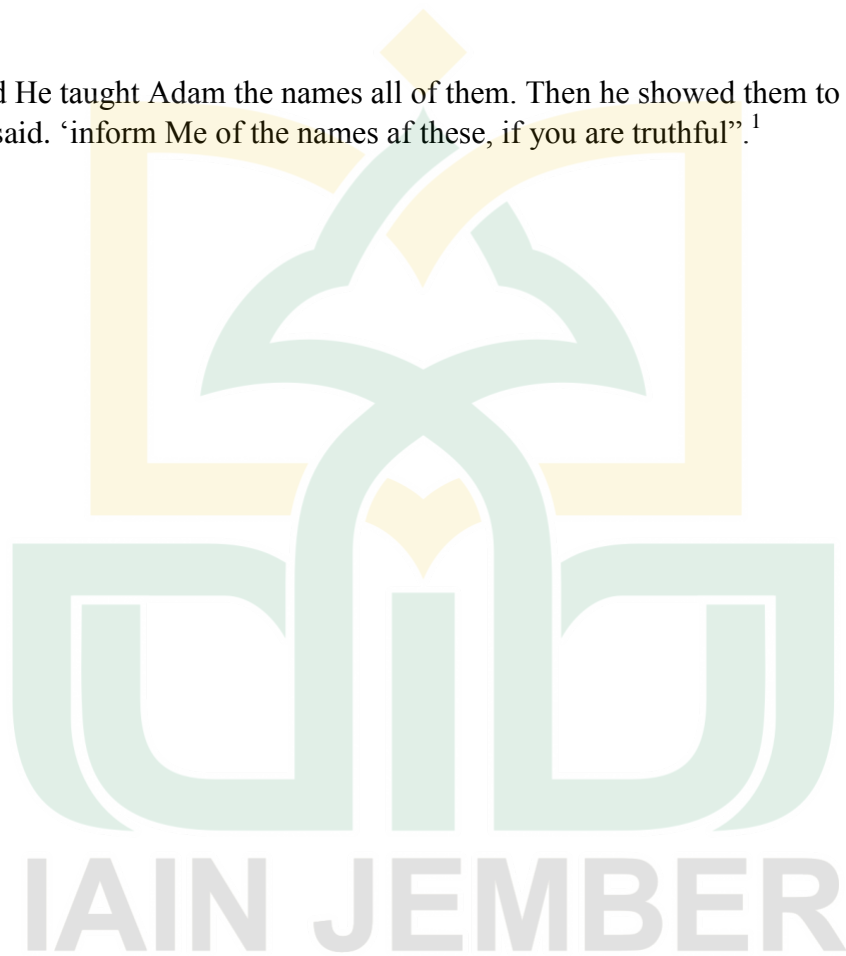 d He taught Adam the names all of them. Then he showed them to
said. ‘inform Me of the names af these, if you are truthful”.1
IAIN JEMBER